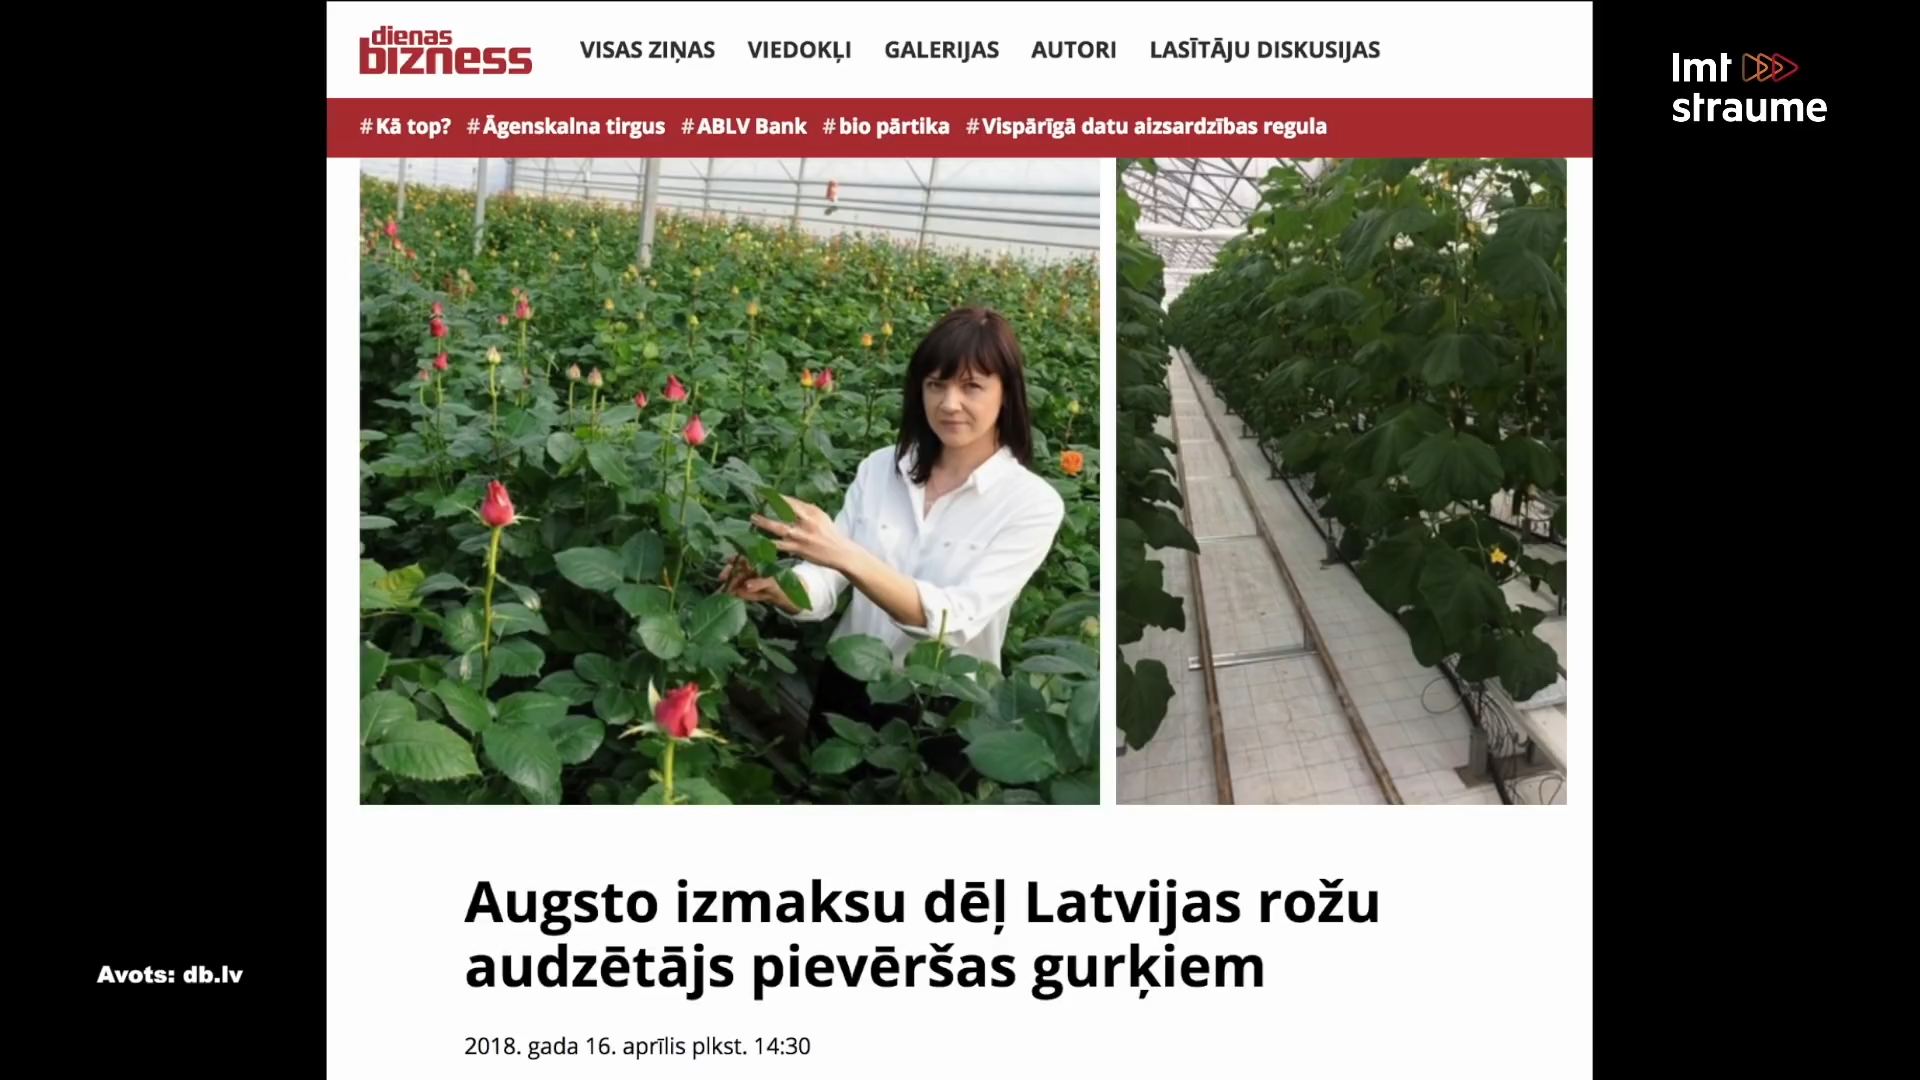 dienas
bizness
VISAS ZIŅAS VIEDOKĻI GALERIJAS AUTORI LASĪTĀJU DISKUSIJAS
lmt
straume
#Kā top? #Āgenskalna tirgus #ABLV Bank #bio pārtika #Vispārīgā datu aizsardzības regula
Augsto izmaksu dēļ Latvijas rožu
audzētājs pievēršas gurķiem
Avots: db.lv
2018. gada 16. aprīlis plkst. 14:30